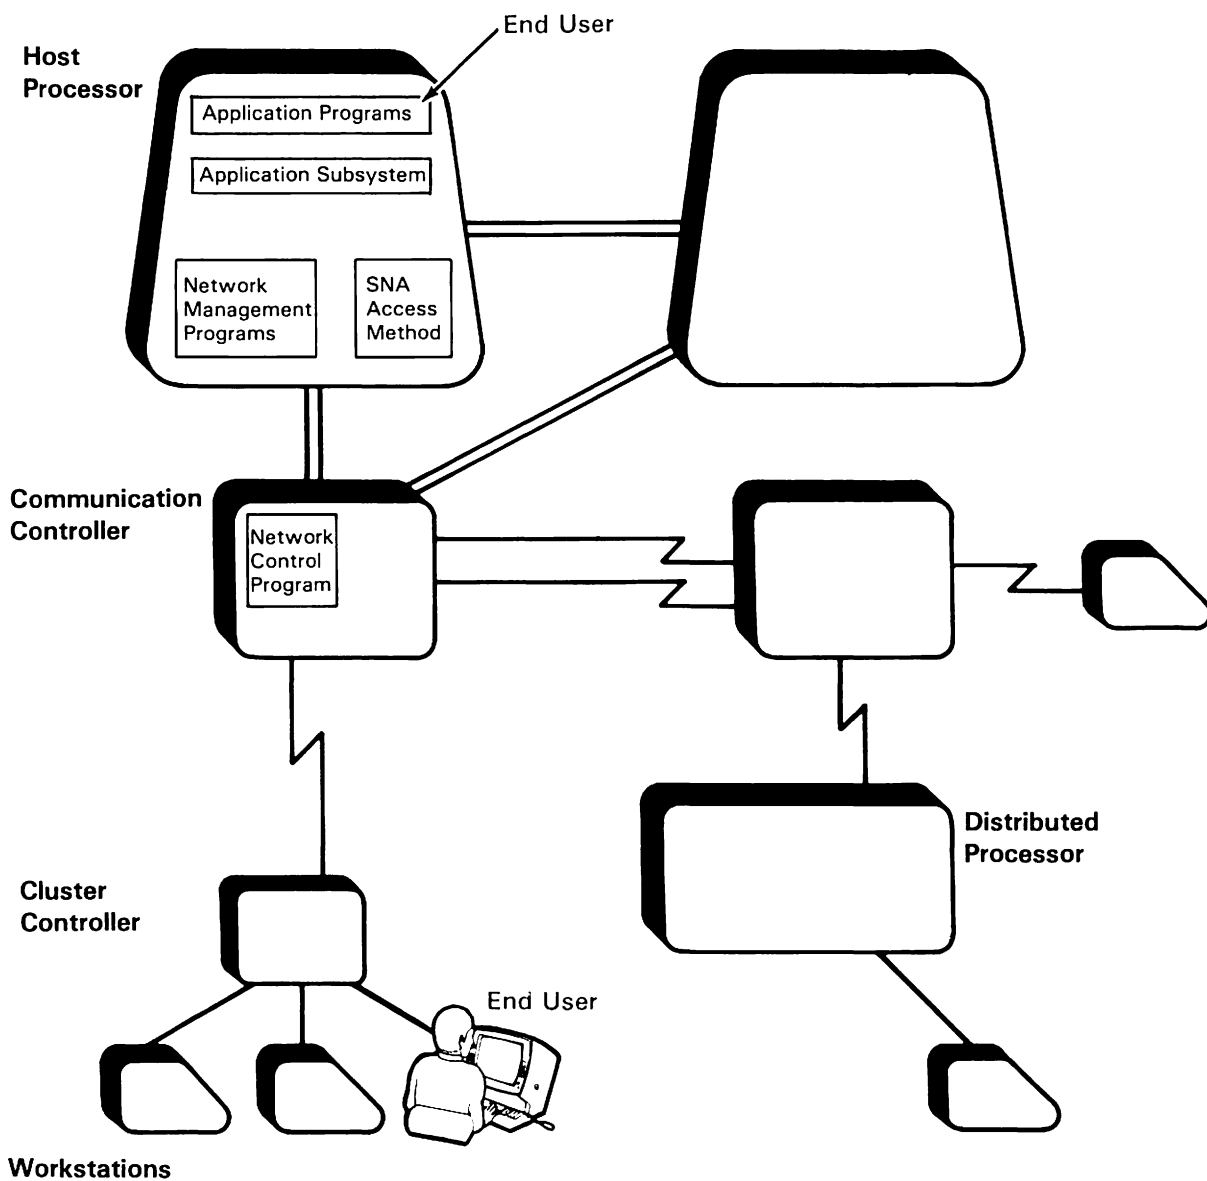 End User
Host
Processor
Application Programs
Application Subsystem
Network
Management
Programs
SNA
Access
Method
Communication
Controller
Network
Control
Program
Distributed
Processor
Cluster
Controller
End User
Workstations